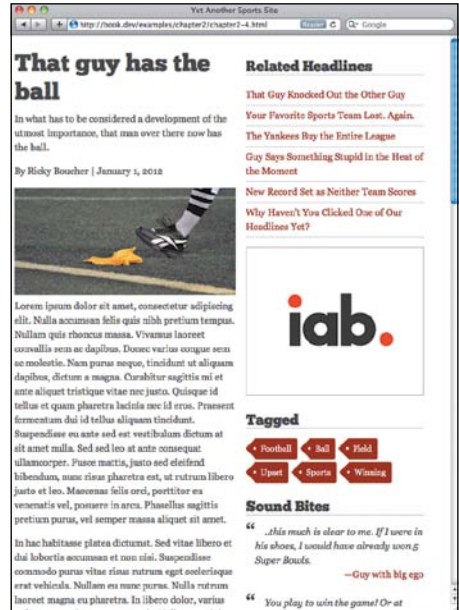 Yet Another Sports Site
http://book.dev/examples/chapter2/chapter2-4.html
Reader
Google
That guy has the
ball
In what has to be considered a development of the
utmost importance, that man over there now has
the ball.
By Ricky Boucher | January 1, 2012
Lorem ipsum dolor sit amet, consectetur adipiscing
elit. Nulla accumsan felis quis nibh pretium tempus.
Nullam quis rhoncus massa. Vivamus laoreet
convallis sem ac dapibus. Donec varius congue sem
ac molestie. Nam purus neque, tincidunt ut aliquam
dapibus, dictum a magna. Curabitur sagittis mi et
ante aliquet tristique vitae nec justo. Quisque id
tellus et quam pharetra lacinia nec id eros. Praesent
fermentum dui id tellus aliquam tincidunt.
Suspendisse eu ante sed est vestibulum dictum at
sit amet nulla. Sed sed leo at ante consequat
ullamcorper. Fusce mattis, justo sed eleifend
bibendum, nunc risus pharetra est, ut rutrum libero
justo et leo. Maecenas felis orci, porttitor eu
venenatis vel, posuere in arcu. Phasellus sagittis
pretium purus, vel semper massa aliquet sit amet.
In hac habitasse platea dictumst. Sed vitae libero et
dui lobortis accumsan et non nisi. Suspendisse
commodo purus vitae risus rutrum eget scelerisque
erat vehicula. Nullam eu nunc purus. Nulla rutrum
laoreet magna eu pharetra. In libero dolor, varius
Related Headlines
That Guy Knocked Out the Other Guy
Your Favorite Sports Team Lost. Again.
The Yankees Buy the Entire League
Guy Says Something Stupid in the Heat of
the Moment
New Record Set as Neither Team Scores
Why Haven't You Clicked One of Our
Headlines Yet?
iab.
Tagged
Football
Ball
Field
Upset
Sports
Winning
Sound Bites
“ ..this much is clear to me. If I were in
his shoes, I would have already won 5
Super Bowls.
—Guy with big ego
“ You play to win the game! Or at